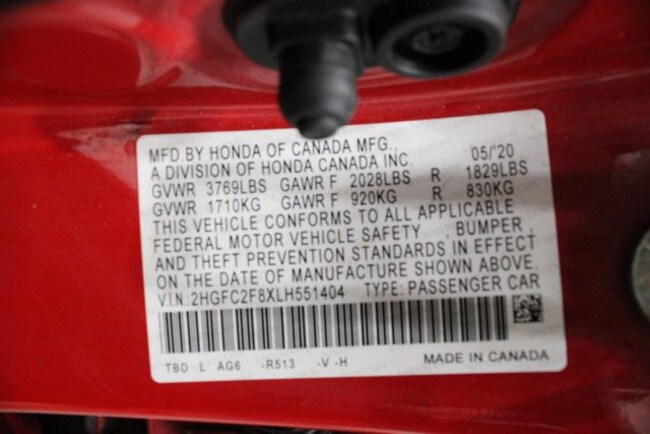 MFD.BY HONDA OF CANADA MFG.,
A DIVISION OF HONDA CANADA INC. 05/'20
GVWR 3769LBS GAWR F 2028LBS R 1829LBS
GVWR 1710KG GAWR F 920KG R 830KG
THIS VEHICLE CONFORMS TO ALL APPLICABLE
FEDERAL MOTOR VEHICLE SAFETY , BUMPER ,
AND THEFT PREVENTION STANDARDS IN EFFECT
ON THE DATE OF MANUFACTURE SHOWN ABOVE.
V.I.N: 2HGFC2F8XLH551404 TYPE: PASSENGER CAR
TBD L AG6 -R513 -V -H MADE IN CANADA